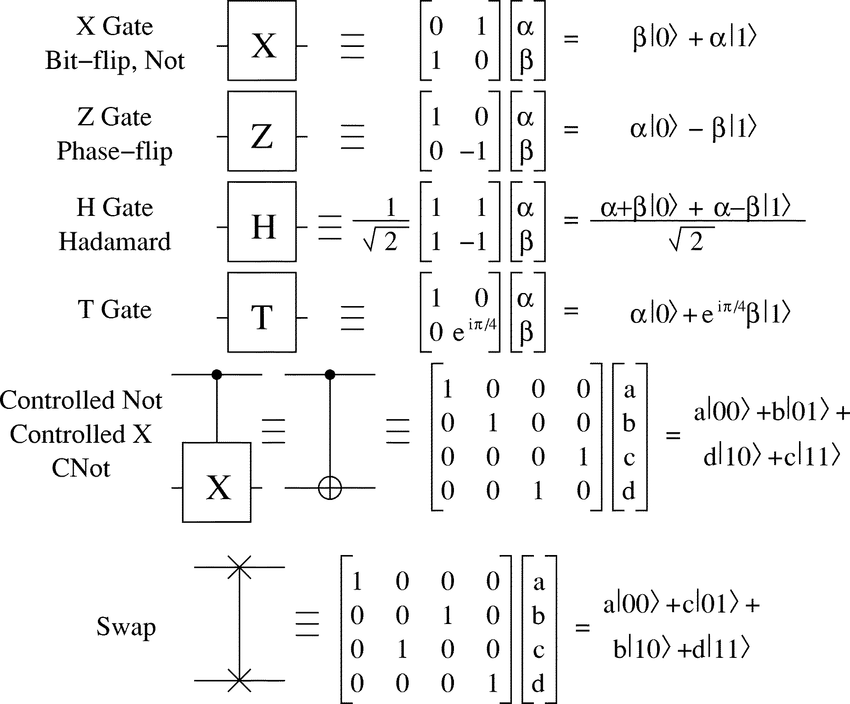 X Gate
Bit−flip, Not
X ≡ [0 1 1 0] [α β] = β|0⟩ + α|1⟩
Z Gate
Phase−flip
Z ≡ [1 0 0 −1] [α β] = α|0⟩ − β|1⟩
H Gate
Hadamard
H ≡ 1/√2 [1 1 1 −1] [α β] = α+β|0⟩ + α−β|1⟩ / √2
T Gate
T ≡ [1 0 0 e^iπ/4] [α β] = α|0⟩ + e^iπ/4 β|1⟩
Controlled Not
Controlled X
CNot
X ≡ ≡
1 0 0 0 a
0 1 0 0 b
0 0 0 1 c
0 0 1 0 d
= a|00⟩ +b|01⟩ +
d|10⟩ +c|11⟩
Swap
≡
1 0 0 0 a
0 0 1 0 b
0 1 0 0 c
0 0 0 1 d
= a|00⟩ +c|01⟩ +
b|10⟩ +d|11⟩